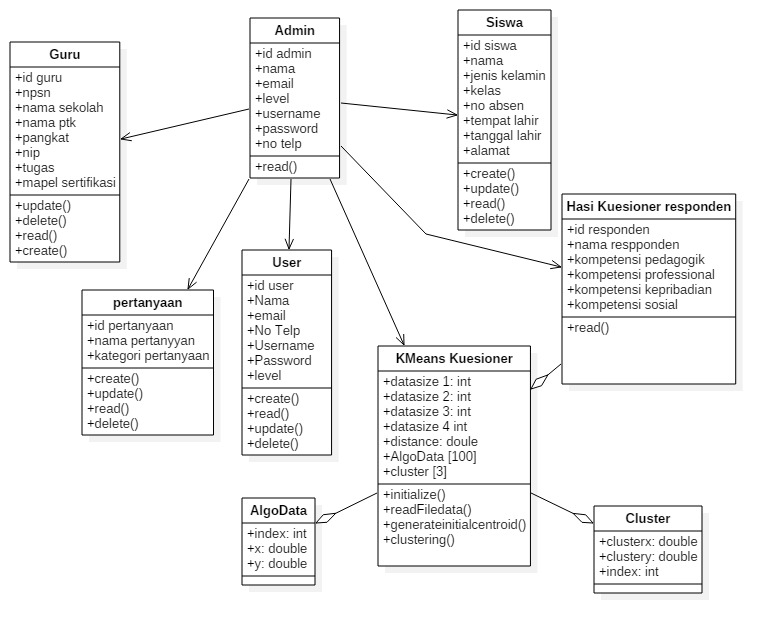 Guru
+id guru
+npsn
+nama sekolah
+nama ptk
+pangkat
+nip
+tugas
+mapel sertifikasi
+update()
+delete()
+read()
+create()
Admin
+id admin
+nama
+email
+level
+username
+password
+no telp
+read()
Siswa
+id siswa
+nama
+jenis kelamin
+kelas
+no absen
+tempat lahir
+tanggal lahir
+alamat
+create()
+update()
+read()
+delete()
Hasi Kuesioner responden
+id responden
+nama respponden
+kompetensi pedagogik
+kompetensi professional
+kompetensi kepribadian
+kompetensi sosial
+read()
pertanyaan
+id pertanyaan
+nama pertanyyan
+kategori pertanyaan
+create()
+update()
+read()
+delete()
User
+id user
+Nama
+email
+No Telp
+Username
+Password
+level
+create()
+read()
+update()
+delete()
KMeans Kuesioner
+datasize 1: int
+datasize 2: int
+datasize 3: int
+datasize 4 int
+distance: doule
+AlgoData [100]
+cluster [3]
+initialize()
+readFiledata()
+generateinitialcentroid()
+clustering()
AlgoData
+index: int
+x: double
+y: double
Cluster
+clusterx: double
+clustery: double
+index: int